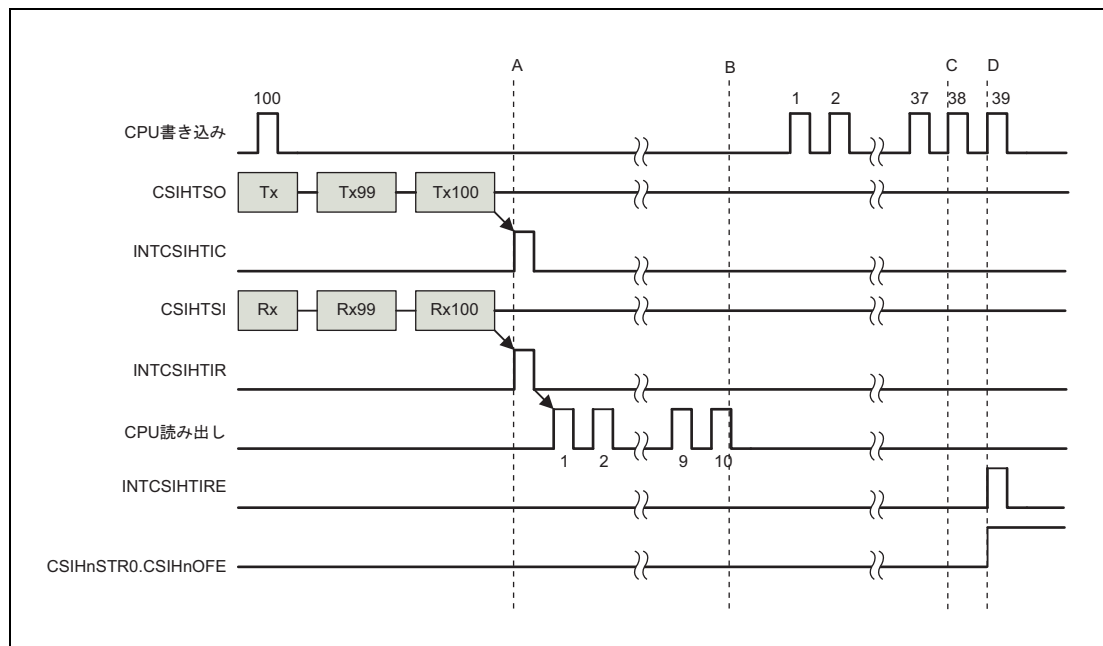 A B C D
100 1 2 37 38 39
CPU書き込み
CSIHTSO Tx Tx99 Tx100
INTCSIHTIC
CSIHTSI Rx Rx99 Rx100
INTCSIHTIR
CPU読み出し
1 2 9 10
INTCSIHTIRE
CSIHnSTR0.CSIHnOFE